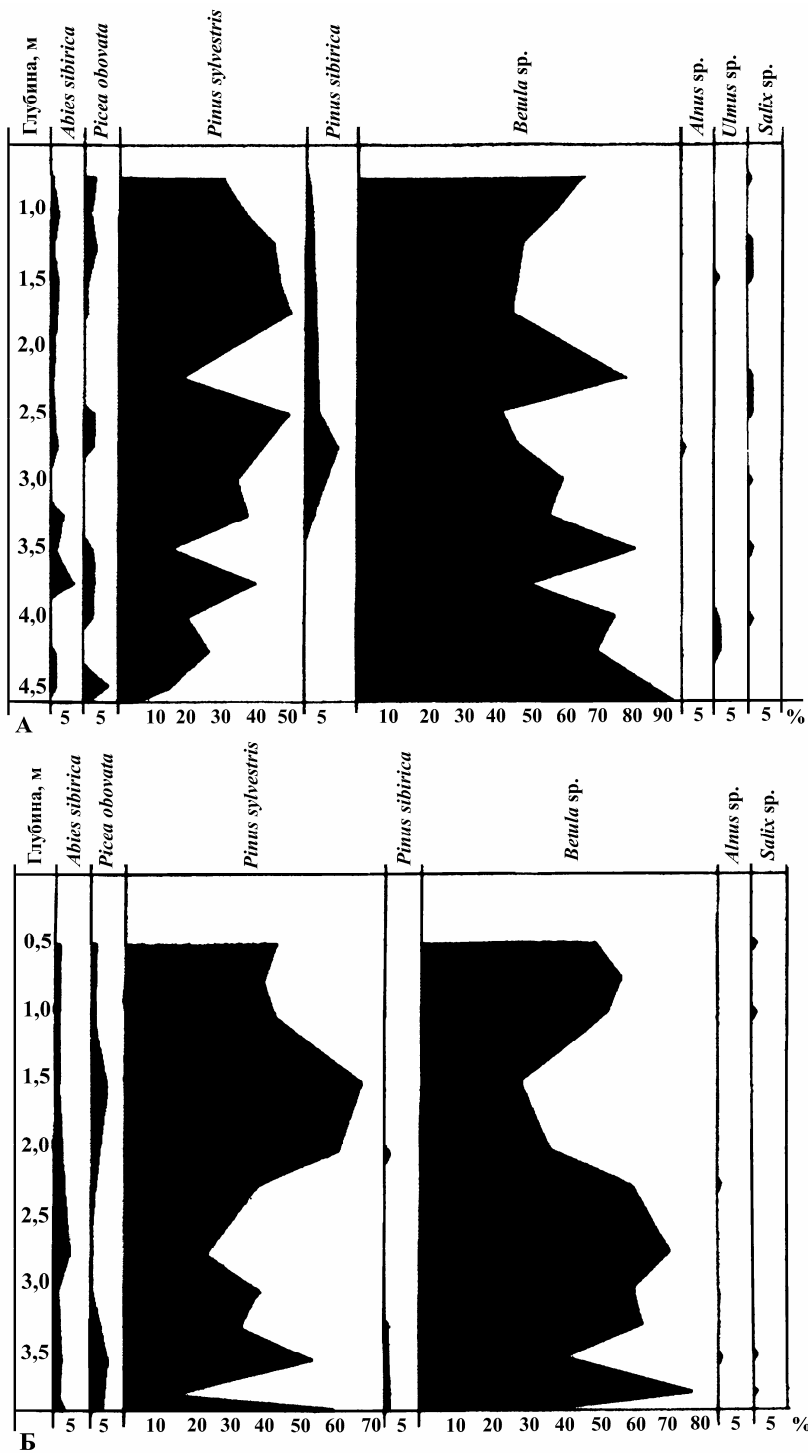 Глубина, м Abies sibirica Picea obovata Pinus sylvestris Pinus sibirica Betula sp. Alnus sp. Ulmus sp. Salix sp.
1,0
1,5
2,0
2,5
3,0
3,5
4,0
4,5
5 5 10 20 30 40 50 5 10 20 30 40 50 60 70 80 90 5 5 5 %
А
Глубина, м Abies sibirica Picea obovata Pinus sylvestris Pinus sibirica Betula sp. Alnus sp. Salix sp.
0,5
1,0
1,5
2,0
2,5
3,0
3,5
5 5 10 20 30 40 50 60 70 5 10 20 30 40 50 60 70 80 5 5 %
Б